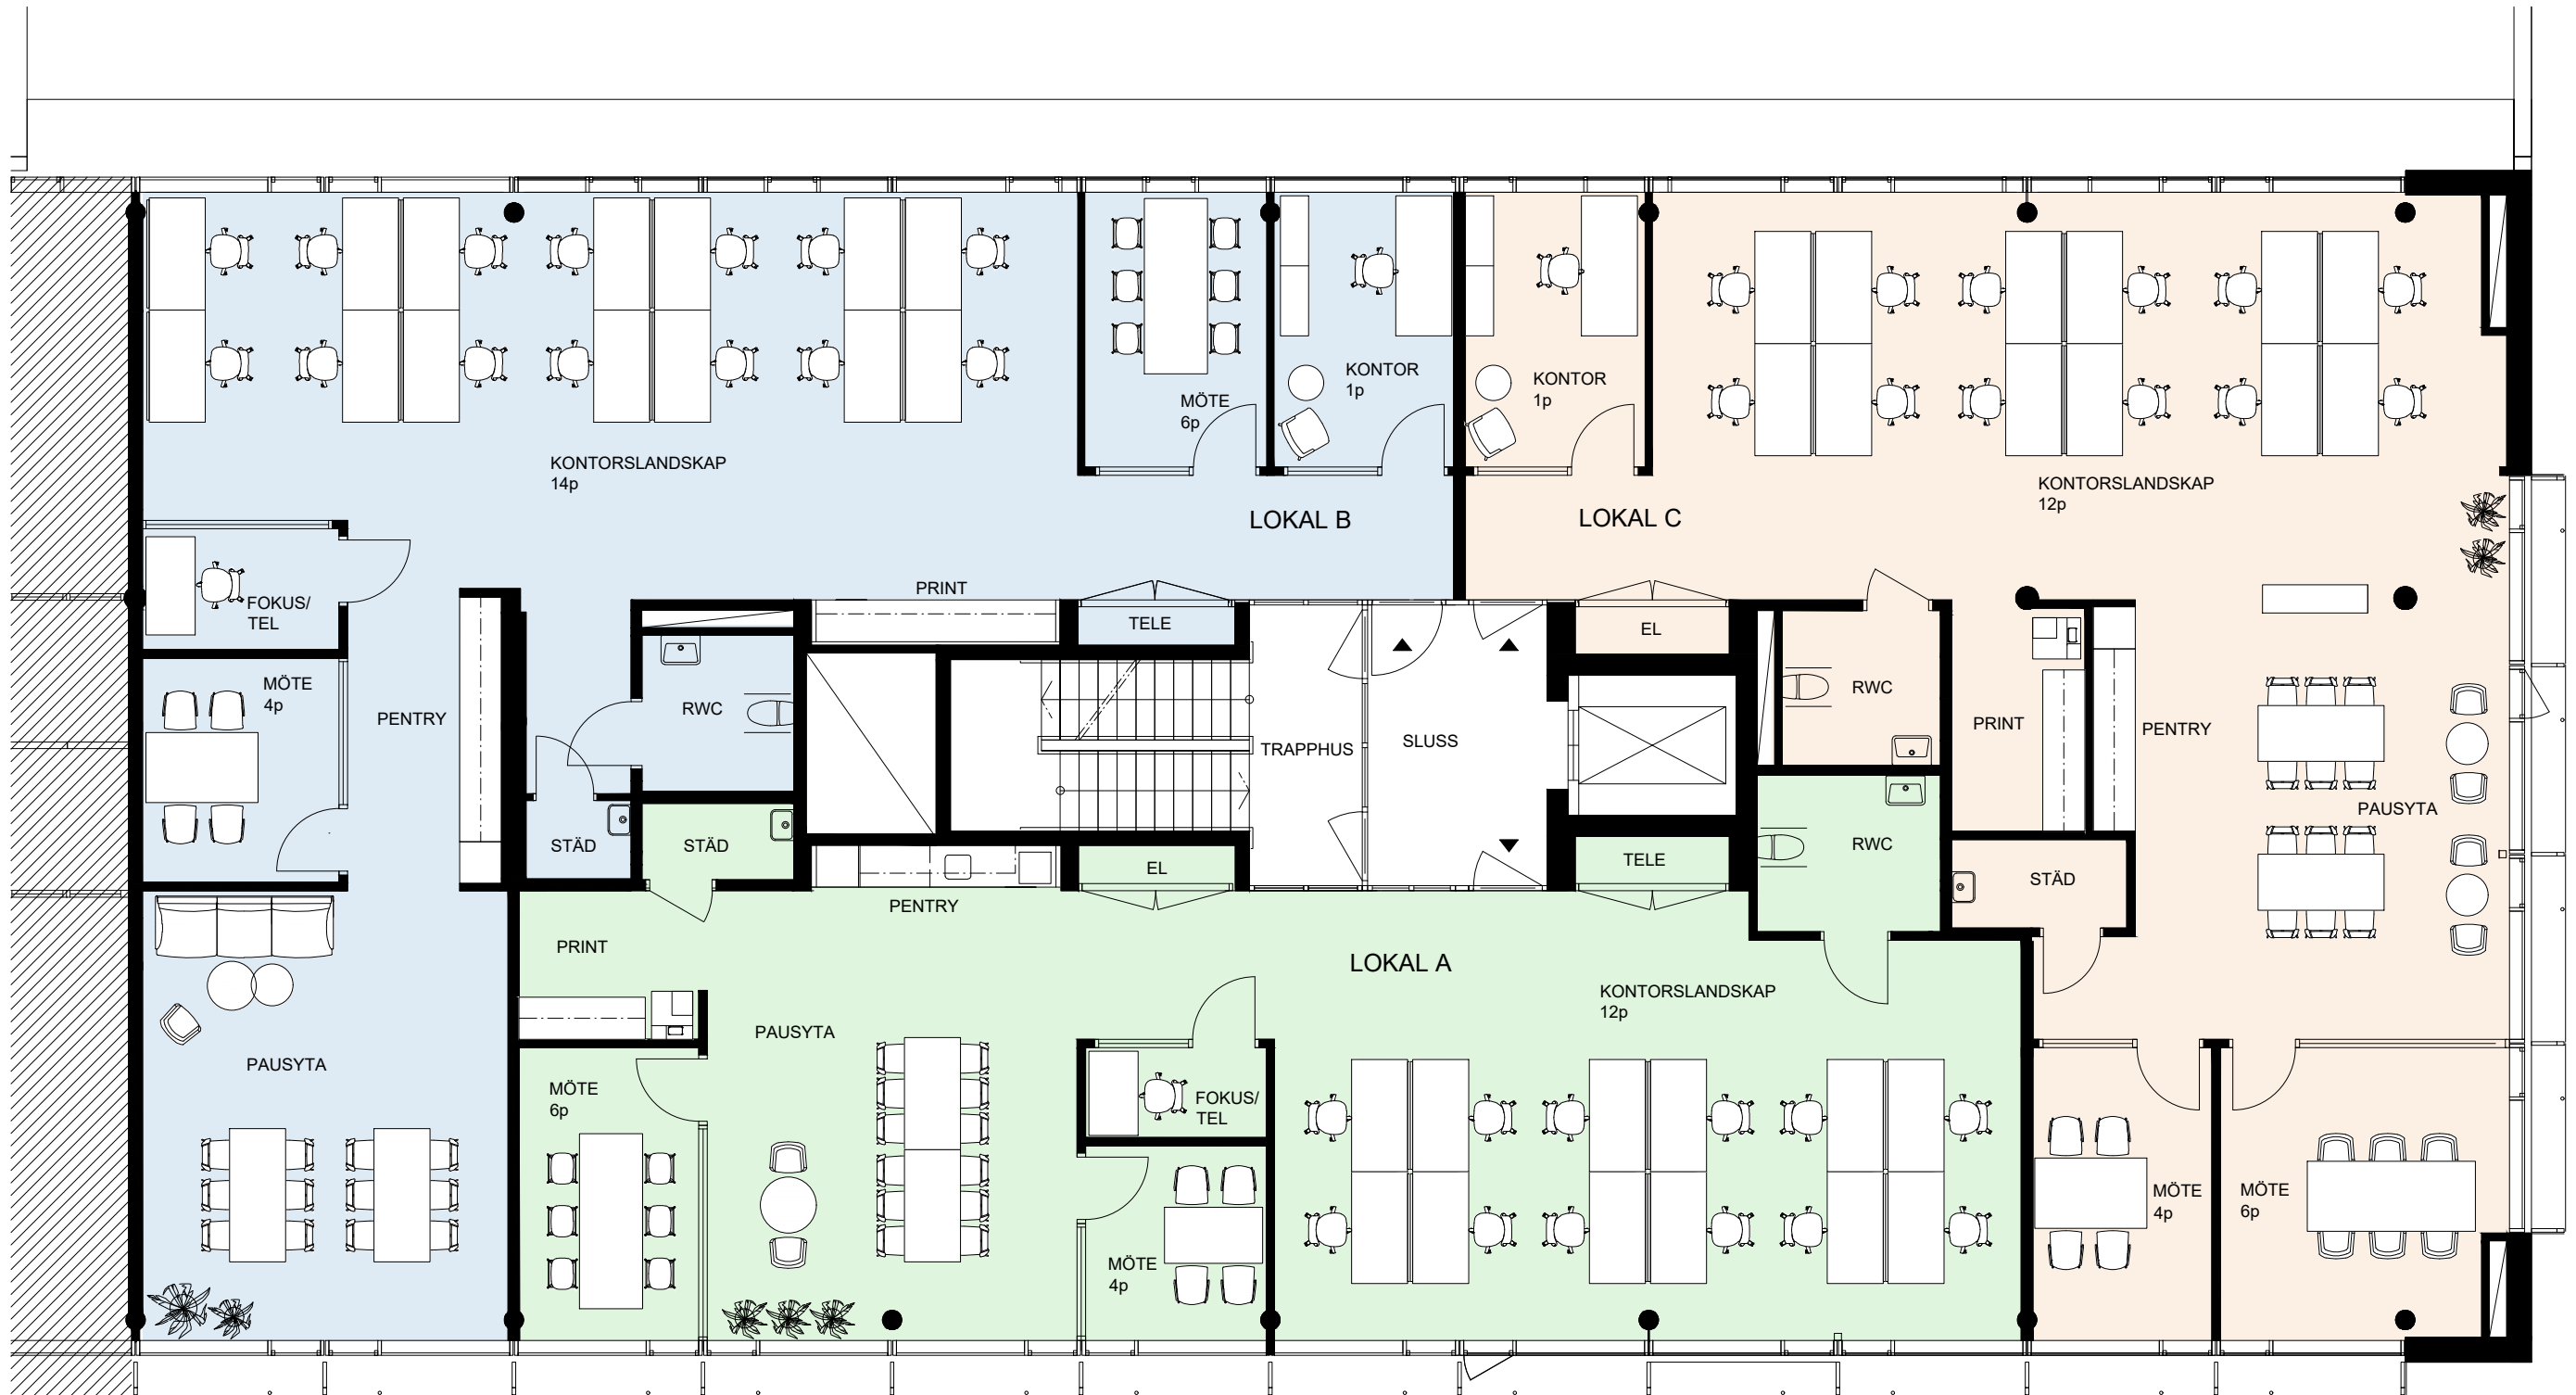 KONTORSLANDSKAP
14p
MÖTE
6p
KONTOR
1p
KONTOR
1p
KONTORSLANDSKAP
12p
LOKAL B
LOKAL C
FOKUS/
TEL
PRINT
TELE
EL
MÖTE
4p
PENTRY
RWC
TRAPPHUS
SLUSS
RWC
PRINT
PENTRY
PAUSYTA
STÄD
STÄD
EL
TELE
RWC
STÄD
PENTRY
PRINT
LOKAL A
KONTORSLANDSKAP
12p
PAUSYTA
PAUSYTA
MÖTE
6p
FOKUS/
TEL
MÖTE
4p
MÖTE
4p
MÖTE
6p